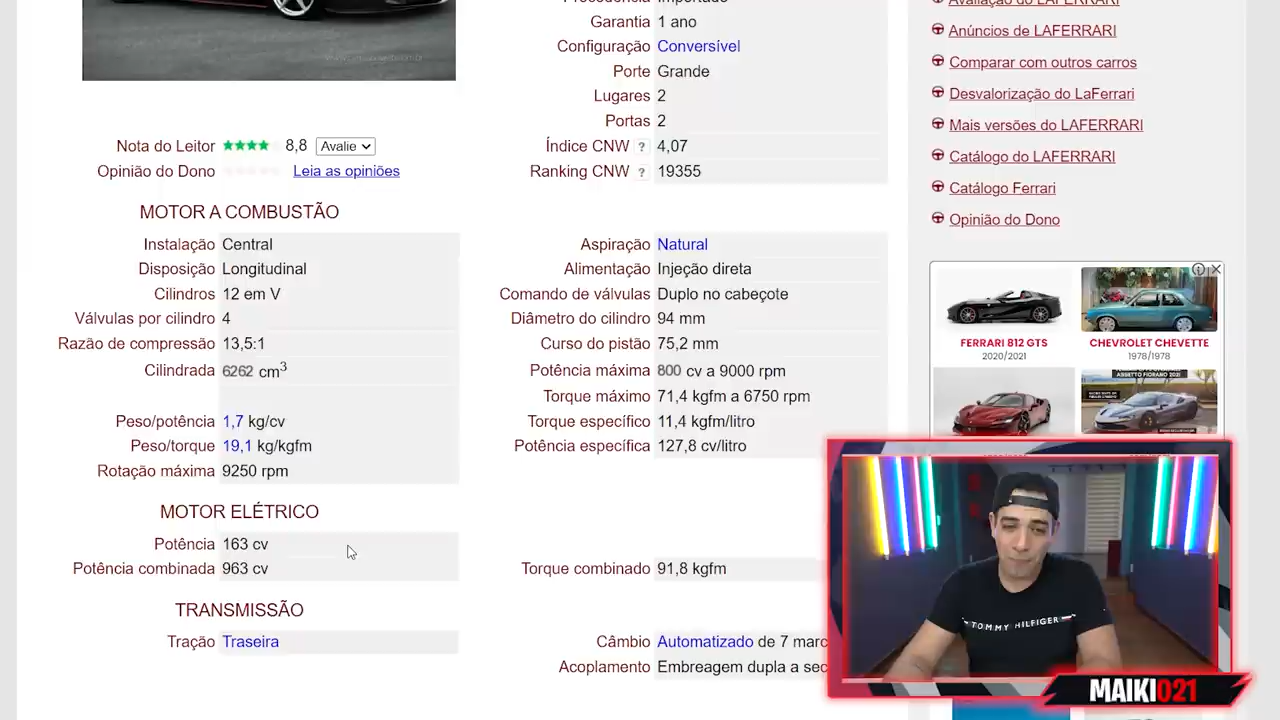 Garantia 1 ano
Configuração Conversível
Porte Grande
Lugares 2
Portas 2
Nota do Leitor 8,8 Avalie
Índice CNW ? 4,07
Opinião do Dono Leia as opiniões
Ranking CNW ? 19355
MOTOR A COMBUSTÃO
Instalação Central
Aspiração Natural
Disposição Longitudinal
Alimentação Injeção direta
Cilindros 12 em V
Comando de válvulas Duplo no cabeçote
Válvulas por cilindro 4
Diâmetro do cilindro 94 mm
Razão de compressão 13,5:1
Curso do pistão 75,2 mm
Cilindrada 6262 cm³
Potência máxima 800 cv a 9000 rpm
Torque máximo 71,4 kgfm a 6750 rpm
Peso/potência 1,7 kg/cv
Torque específico 11,4 kgfm/litro
Peso/torque 19,1 kg/kgfm
Potência específica 127,8 cv/litro
Rotação máxima 9250 rpm
MOTOR ELÉTRICO
Potência 163 cv
Potência combinada 963 cv
Torque combinado 91,8 kgfm
TRANSMISSÃO
Tração Traseira
Câmbio Automatizado de 7 marc
Acoplamento Embreagem dupla a sec
Avaliação do LAFERRARI
Anúncios de LAFERRARI
Comparar com outros carros
Desvalorização do LaFerrari
Mais versões do LAFERRARI
Catálogo do LAFERRARI
Catálogo Ferrari
Opinião do Dono
FERRARI 812 GTS
2020/2021
CHEVROLET CHEVETTE
1978/1978
ASSETTO FIORANO 2021
TOMMY HILFIGER
MAIKI021